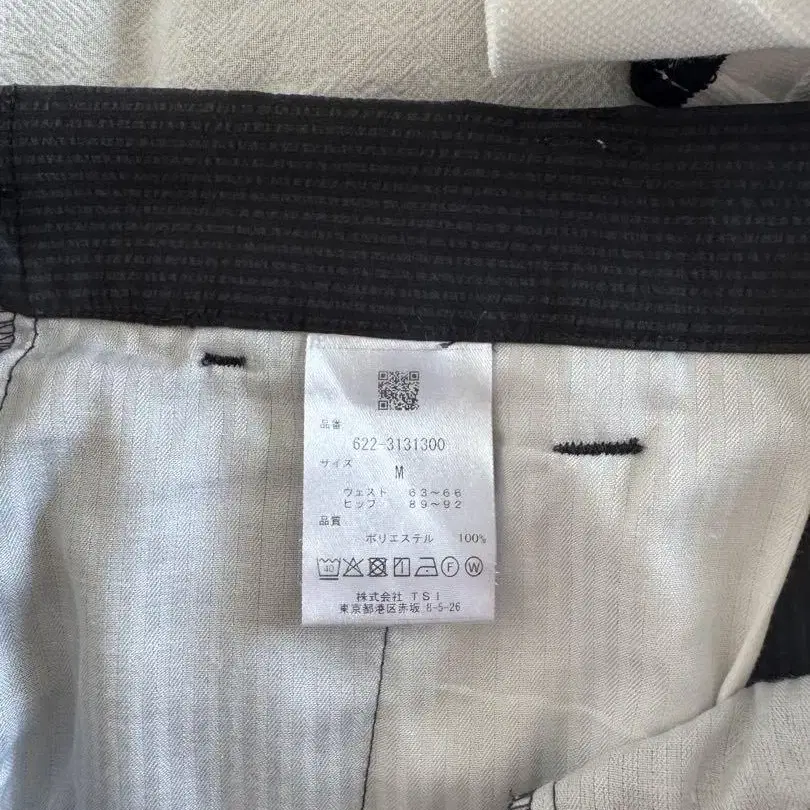 品番
622-3131300
サイズ
M
ウェスト 63~66
ヒップ 89~92
品質
ポリエステル 100%
40 F W
株式会社 TSI
東京都港区赤坂 8-5-26